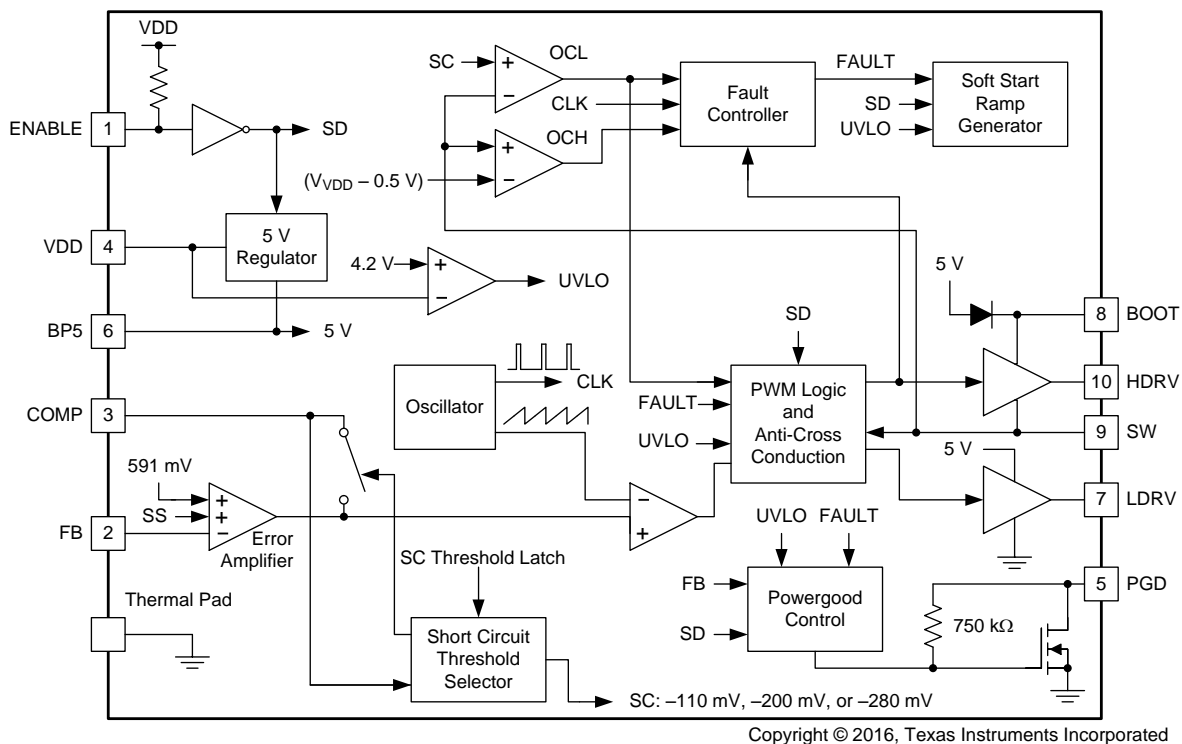 VDD
ENABLE
1
SD
5 V
Regulator
VDD
4
BP5
6
5 V
4.2 V
+
−
UVLO
SC
+
−
OCL
CLK
(VVDD – 0.5 V)
+
−
OCH
Fault
Controller
FAULT
SD
UVLO
Soft Start
Ramp
Generator
COMP
3
Oscillator
CLK
591 mV
SS
+
+
−
FB
2
Error
Amplifier
Thermal Pad
SC Threshold Latch
Short Circuit
Threshold
Selector
SC: –110 mV, –200 mV, or –280 mV
−
+
SD
FAULT
UVLO
PWM Logic
and
Anti-Cross
Conduction
5 V
8
BOOT
10
HDRV
9
SW
5 V
7
LDRV
UVLO
FAULT
FB
SD
Powergood
Control
750 kΩ
5
PGD
Copyright © 2016, Texas Instruments Incorporated